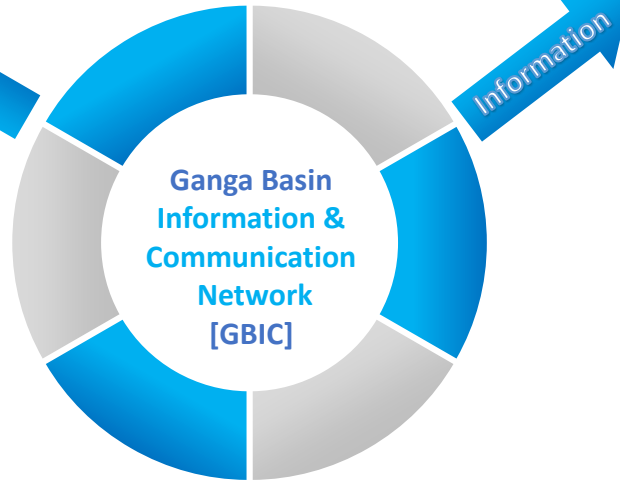 Information
Ganga Basin
Information &
Communication
Network
[GBIC]